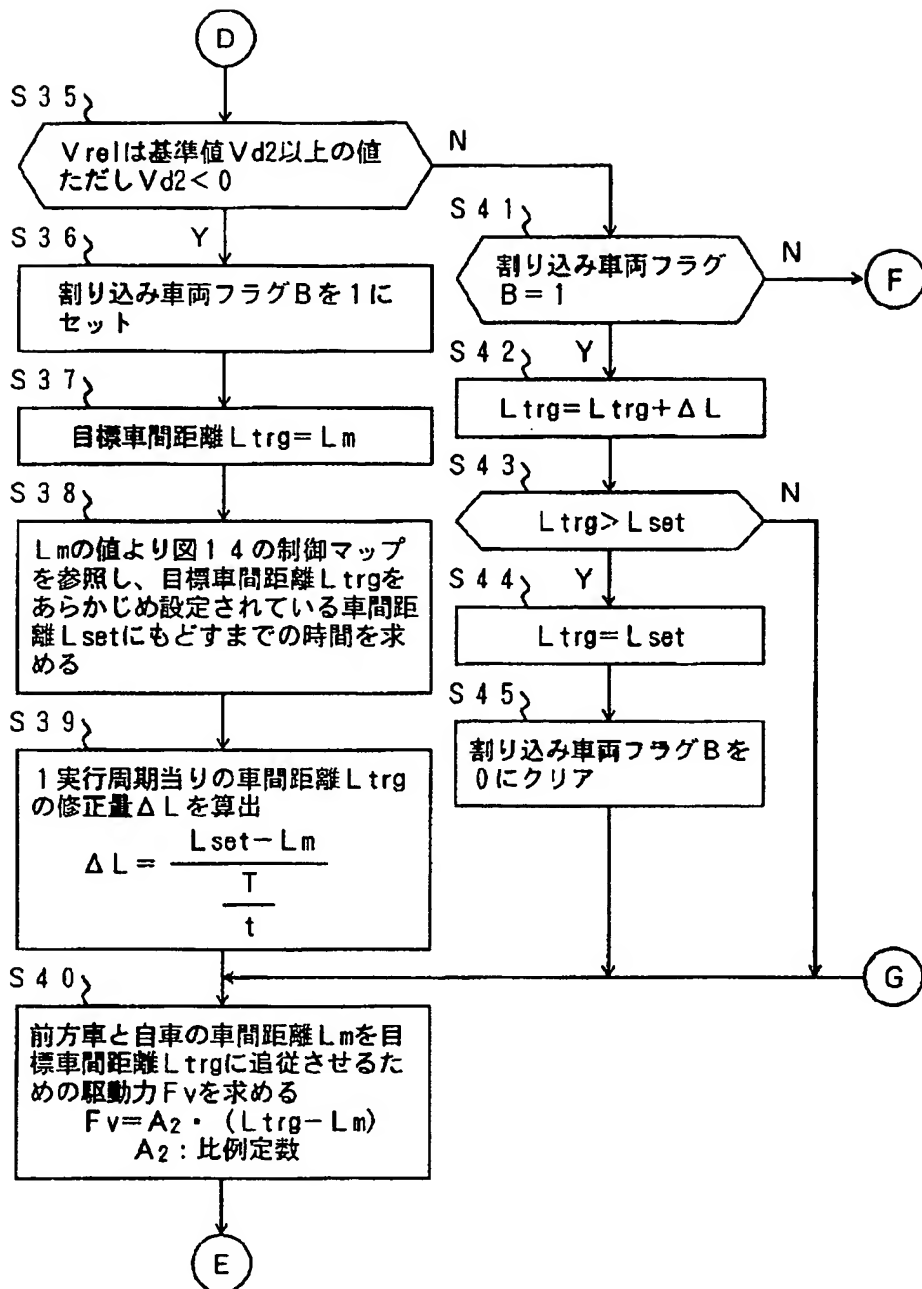 D
S35
Vrelは基準値Vd2以上の値
ただしVd2<0
N
Y
S36
割り込み車両フラグBを1に
セット
S37
目標車間距離Ltrg=Lm
S38
Lmの値より図14の制御マップ
を参照し、目標車間距離Ltrgを
あらかじめ設定されている車間距
離Lsetにもどすまでの時間を求
める
S39
1実行周期当りの車間距離Ltrg
の修正量ΔLを算出
ΔL=
Lset-Lm
T
t
S40
前方車と自車の車間距離Lmを目
標車間距離Ltrgに追従させるた
めの駆動力Fvを求める
Fv=A2・(Ltrg-Lm)
A2:比例定数
E
S41
割り込み車両フラグ
B=1
N
F
Y
S42
Ltrg=Ltrg+ΔL
S43
Ltrg>Lset
N
Y
S44
Ltrg=Lset
S45
割り込み車両フラグBを
0にクリア
G